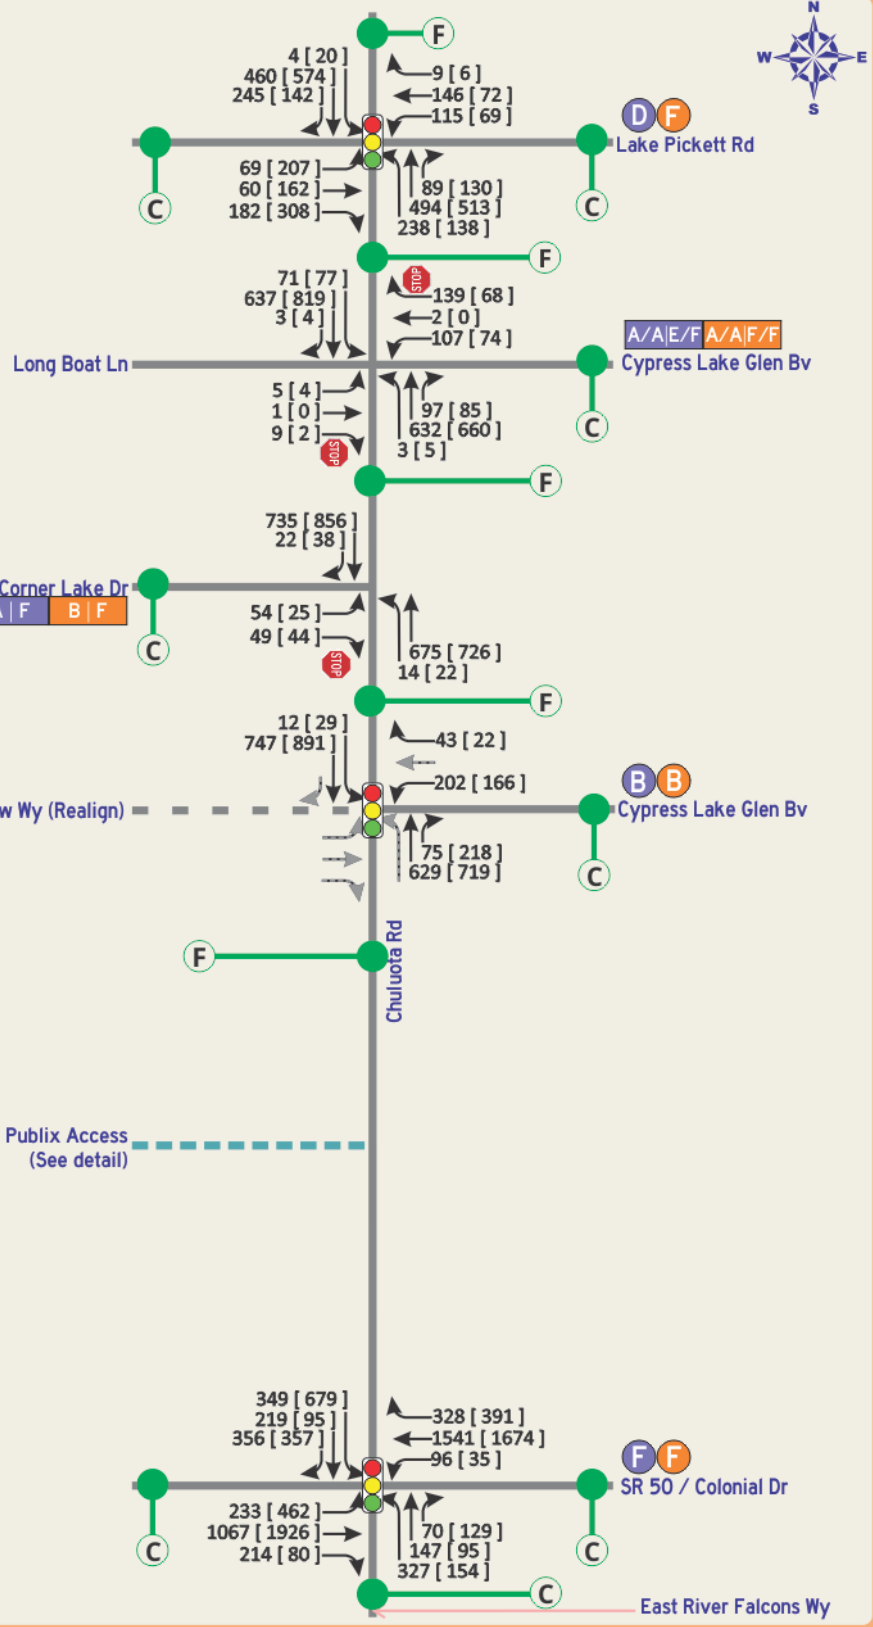 N
W E
S
F
4 [ 20 ]
460 [ 574 ]
245 [ 142 ]
9 [ 6 ]
146 [ 72 ]
115 [ 69 ]
D F
Lake Pickett Rd
C
C
69 [ 207 ]
60 [ 162 ]
182 [ 308 ]
89 [ 130 ]
494 [ 513 ]
238 [ 138 ]
F
STOP
71 [ 77 ]
637 [ 819 ]
3 [ 4 ]
139 [ 68 ]
2 [ 0 ]
107 [ 74 ]
A/A|E/F A/A|F/F
Long Boat Ln
Cypress Lake Glen Bv
5 [ 4 ]
1 [ 0 ]
9 [ 2 ]
STOP
97 [ 85 ]
632 [ 660 ]
3 [ 5 ]
C
F
735 [ 856 ]
22 [ 38 ]
Corner Lake Dr
| F B | F
C
54 [ 25 ]
49 [ 44 ]
STOP
675 [ 726 ]
14 [ 22 ]
F
12 [ 29 ]
747 [ 891 ]
43 [ 22 ]
202 [ 166 ]
B B
w Wy (Realign)
Cypress Lake Glen Bv
75 [ 218 ]
629 [ 719 ]
C
F
Chuluota Rd
Publix Access
(See detail)
349 [ 679 ]
219 [ 95 ]
356 [ 357 ]
328 [ 391 ]
1541 [ 1674 ]
96 [ 35 ]
F F
SR 50 / Colonial Dr
233 [ 462 ]
1067 [ 1926 ]
214 [ 80 ]
70 [ 129 ]
147 [ 95 ]
327 [ 154 ]
C
C
C
East River Falcons Wy